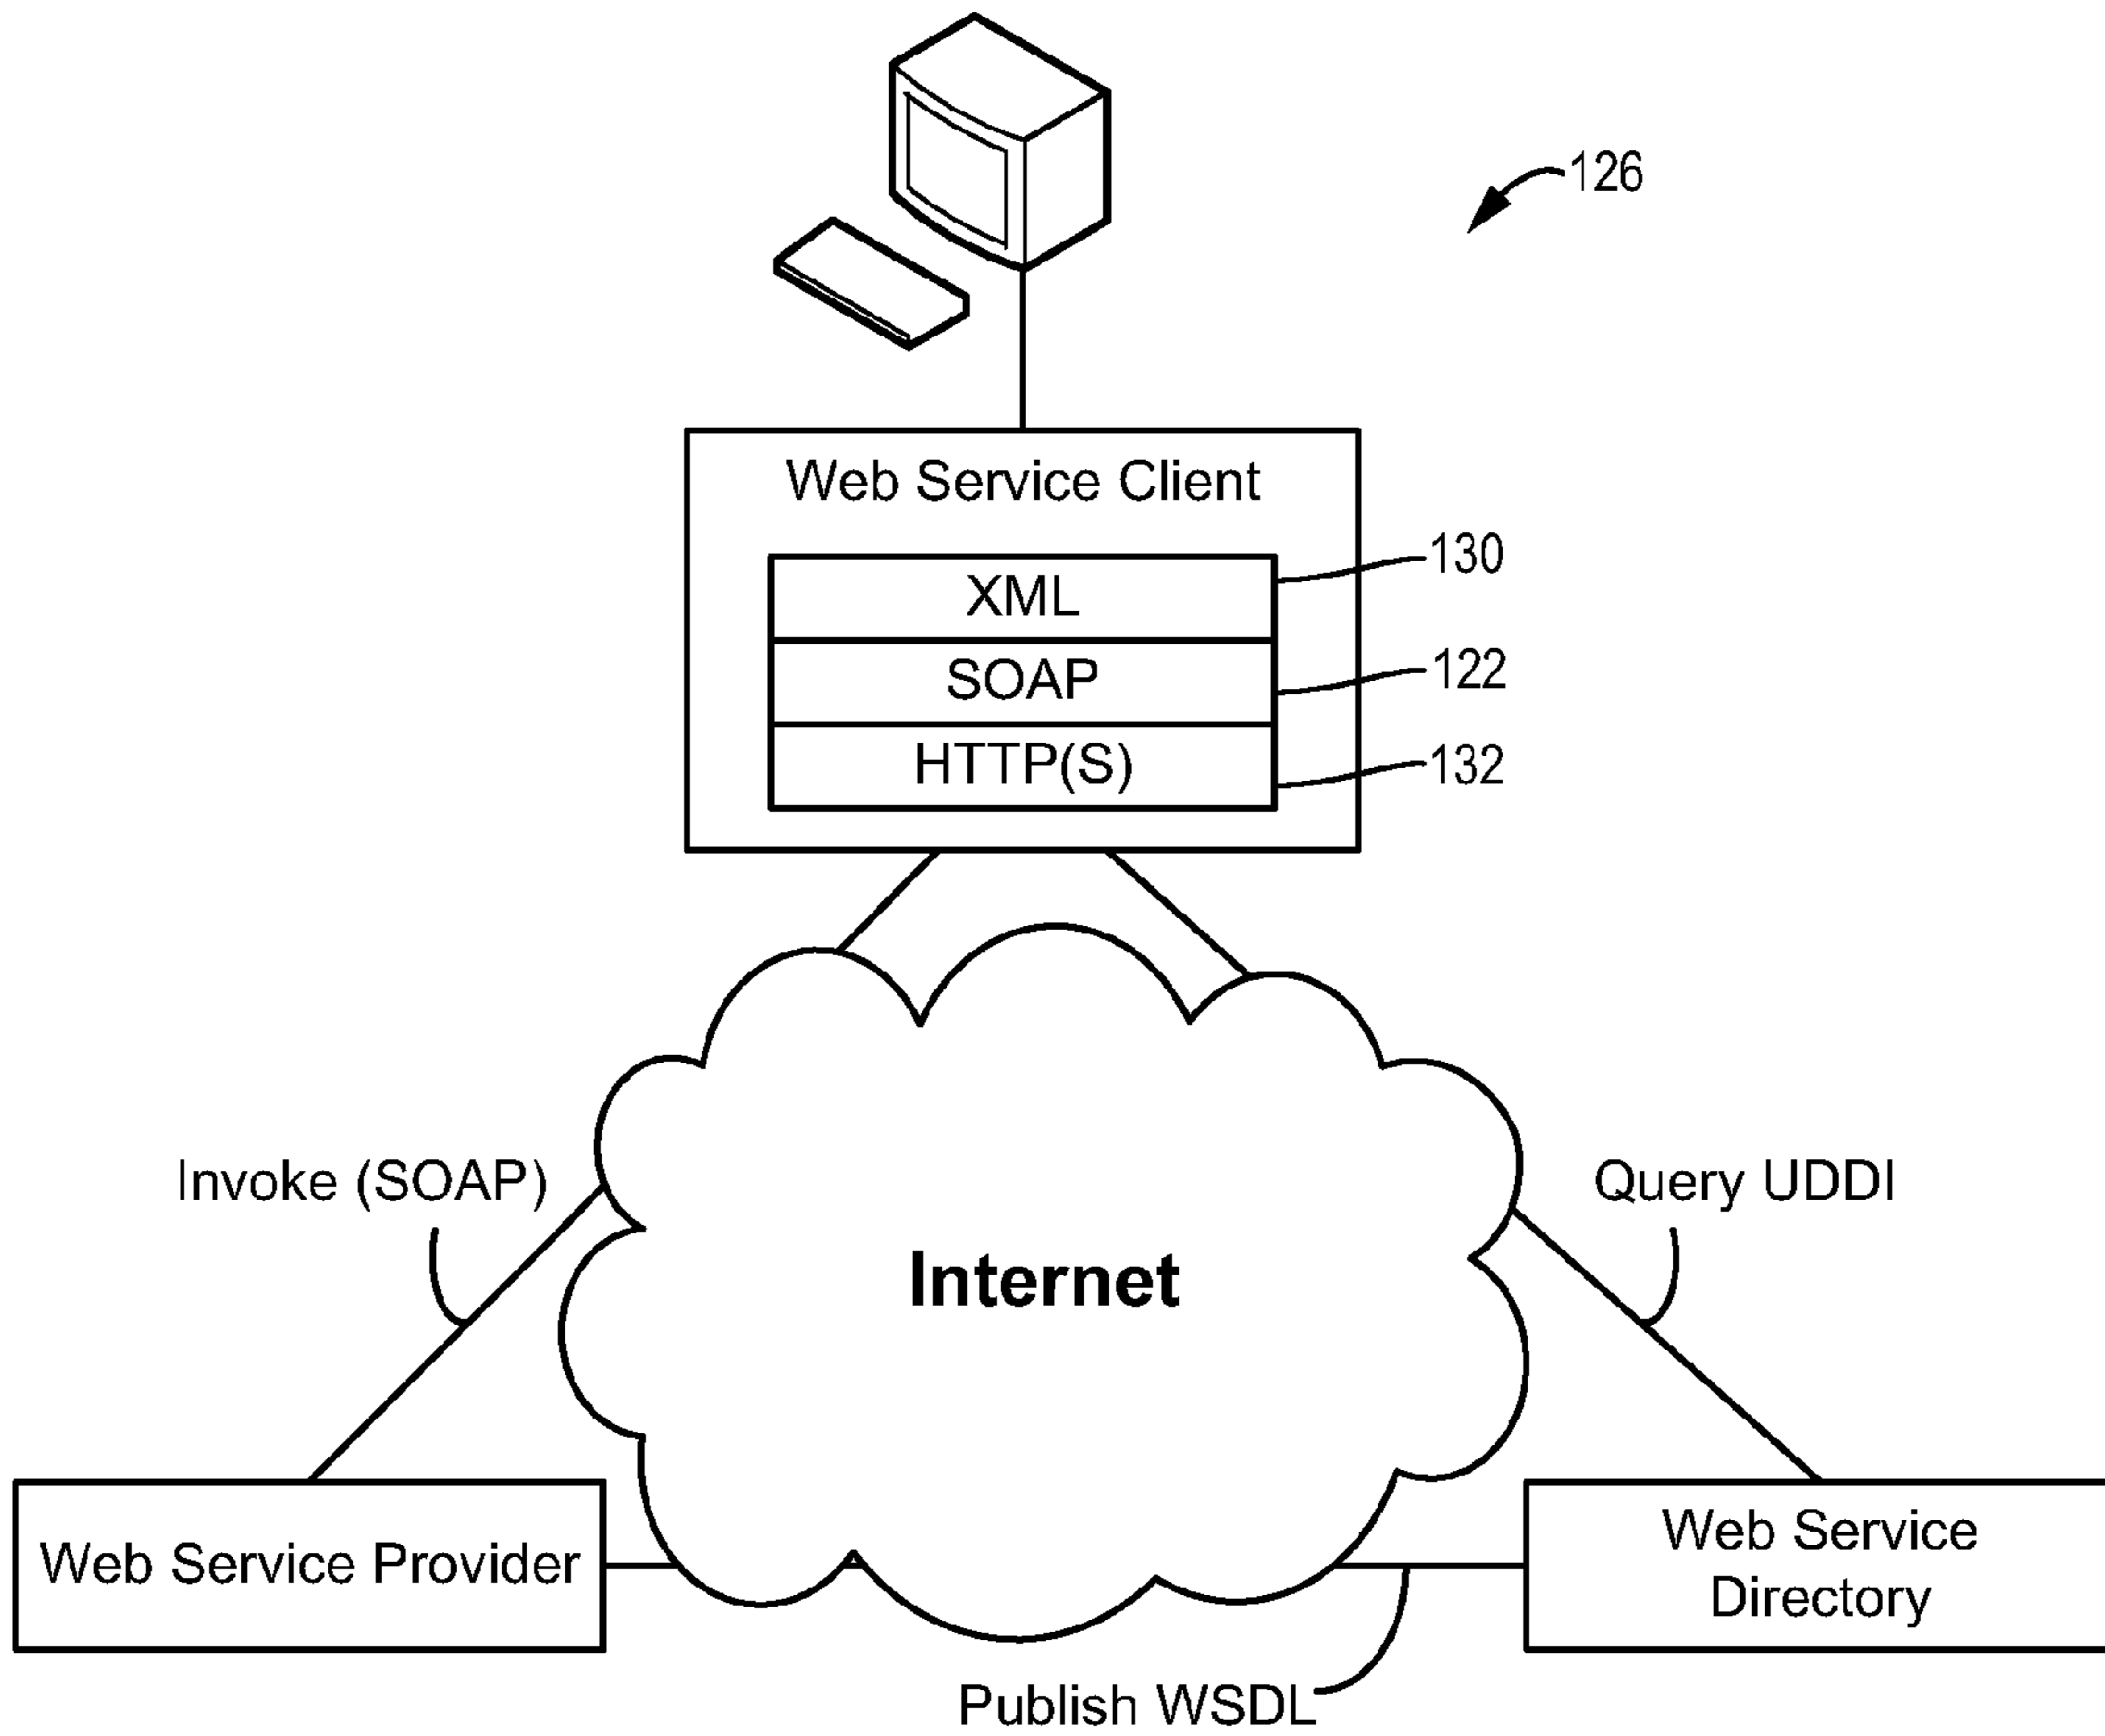 126
Web Service Client
XML
130
SOAP
122
HTTP(S)
132
Invoke (SOAP)
Query UDDI
Internet
Web Service Provider
Web Service
Directory
Publish WSDL